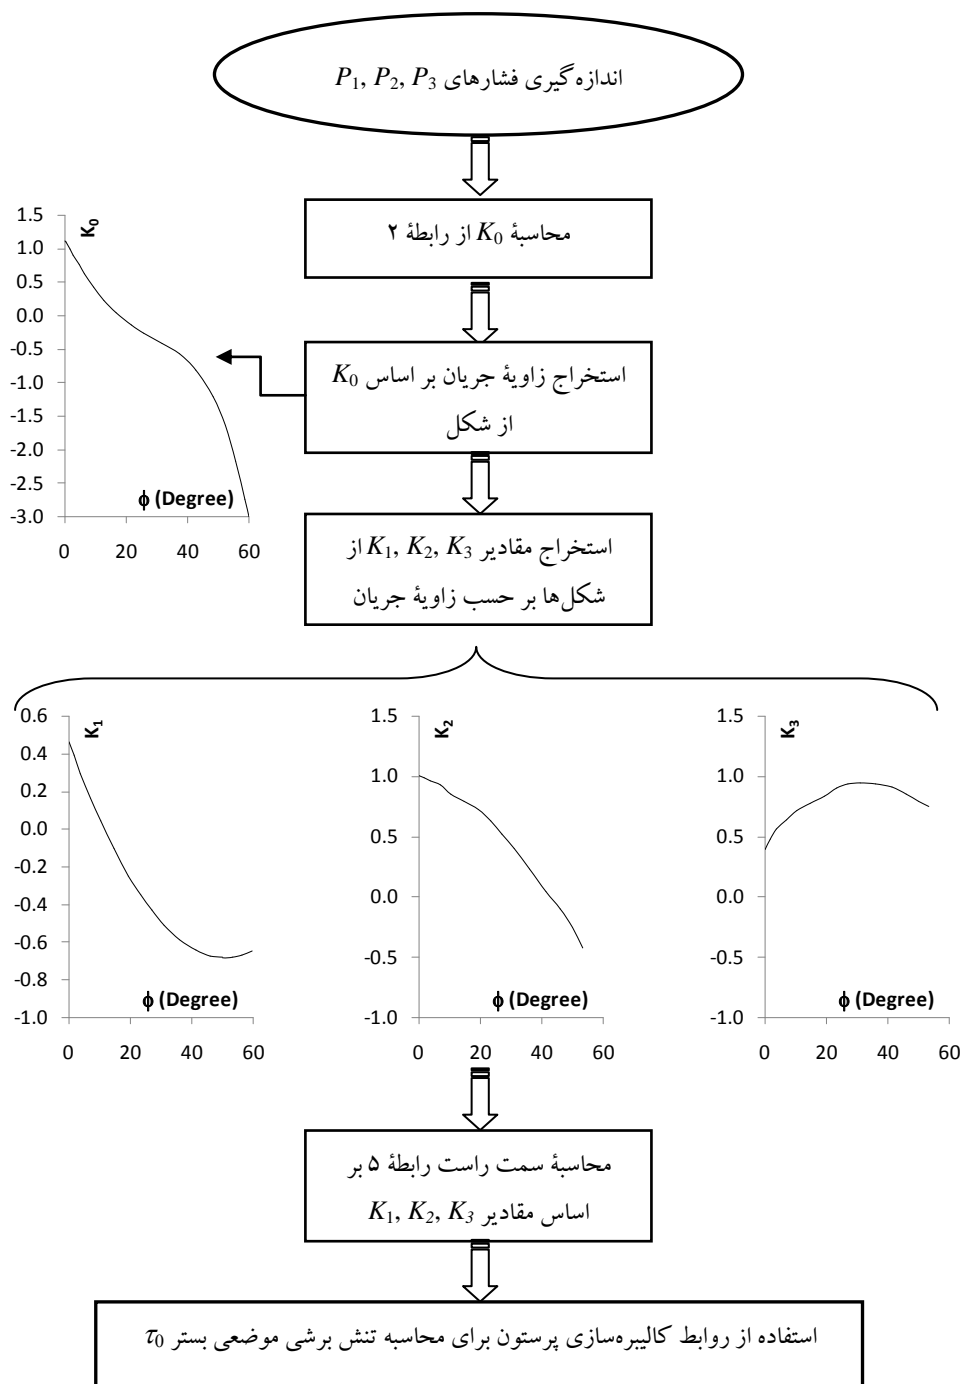 اندازه‌گیری فشارهای P1, P2, P3
محاسبهٔ K0 از رابطهٔ ۲
1.5
1.0
0.5
0.0
-0.5
-1.0
-1.5
-2.0
-2.5
-3.0
K0
ϕ (Degree)
0 20 40 60
استخراج زاویهٔ جریان بر اساس K0
از شکل
استخراج مقادیر K1, K2, K3 از
شکل‌ها بر حسب زاویهٔ جریان
0.6
0.4
0.2
0.0
-0.2
-0.4
-0.6
-0.8
-1.0
K1
ϕ (Degree)
0 20 40 60
1.5
1.0
0.5
0.0
-0.5
-1.0
K2
ϕ (Degree)
0 20 40 60
1.5
1.0
0.5
0.0
-0.5
-1.0
K3
ϕ (Degree)
0 20 40 60
محاسبهٔ سمت راست رابطهٔ ۵ بر
اساس مقادیر K1, K2, K3
استفاده از روابط کالیبره‌سازی پرستون برای محاسبه تنش برشی موضعی بستر τ0